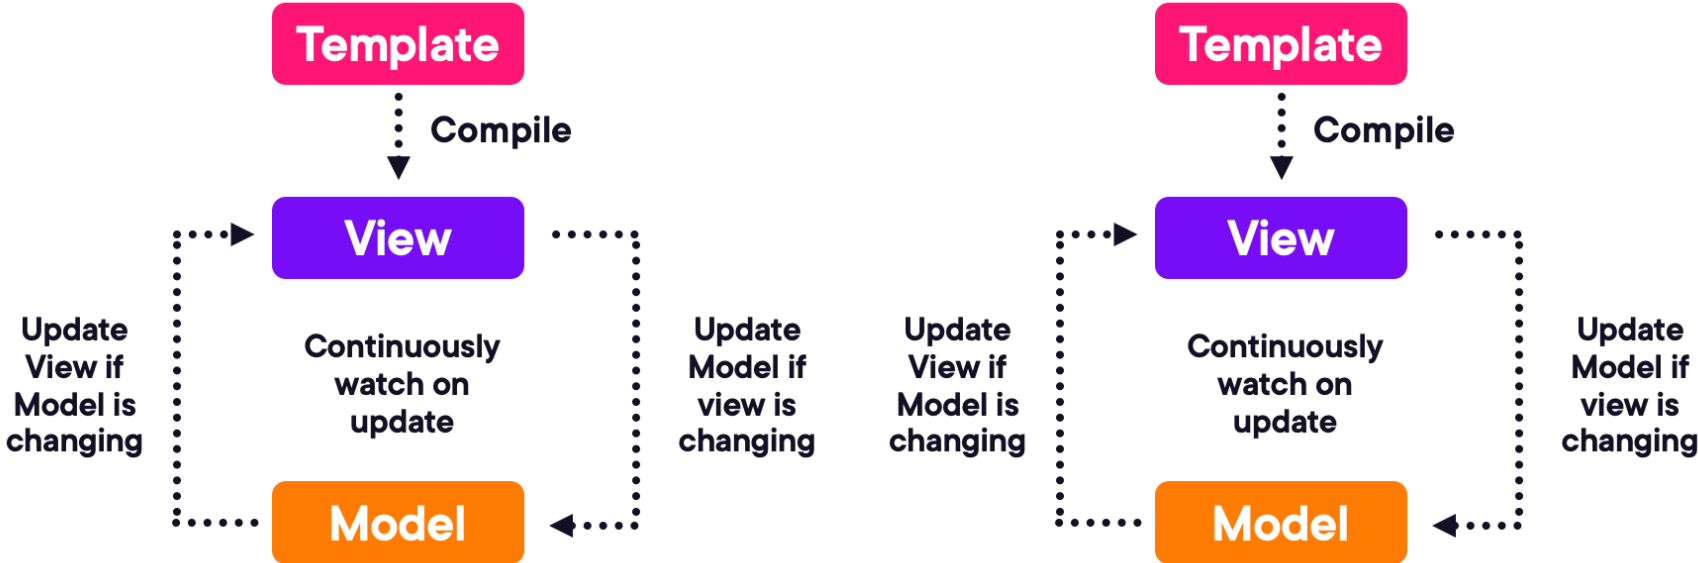 Template
Compile
View
Update
View if
Model is
changing
Continuously
watch on
update
Update
Model if
view is
changing
Model
Template
Compile
View
Update
View if
Model is
changing
Continuously
watch on
update
Update
Model if
view is
changing
Model